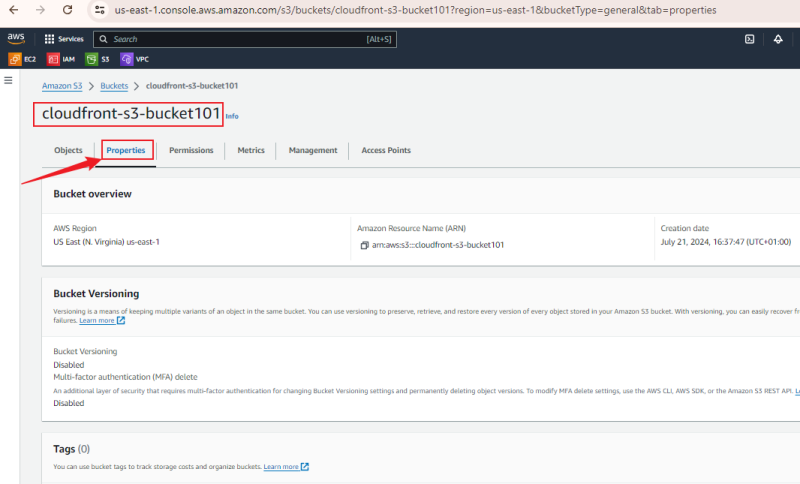 us-east-1.console.aws.amazon.com/s3/buckets/cloudfront-s3-bucket101?region=us-east-1&bucketType=general&tab=properties
aws Services Search [Alt+S]
EC2 IAM S3 VPC
Amazon S3 > Buckets > cloudfront-s3-bucket101
cloudfront-s3-bucket101 Info
Objects Properties Permissions Metrics Management Access Points
Bucket overview
AWS Region Amazon Resource Name (ARN) Creation date
US East (N. Virginia) us-east-1 arn:aws:s3:::cloudfront-s3-bucket101 July 21, 2024, 16:37:47 (UTC+01:00)
Bucket Versioning
Versioning is a means of keeping multiple variants of an object in the same bucket. You can use versioning to preserve, retrieve, and restore every version of every object stored in your Amazon S3 bucket. With versioning, you can easily recover
failures. Learn more
Bucket Versioning
Disabled
Multi-factor authentication (MFA) delete
An additional layer of security that requires multi-factor authentication for changing Bucket Versioning settings and permanently deleting object versions. To modify MFA delete settings, use the AWS CLI, AWS SDK, or the Amazon S3 REST API.
Disabled
Tags (0)
You can use bucket tags to track storage costs and organize buckets. Learn more